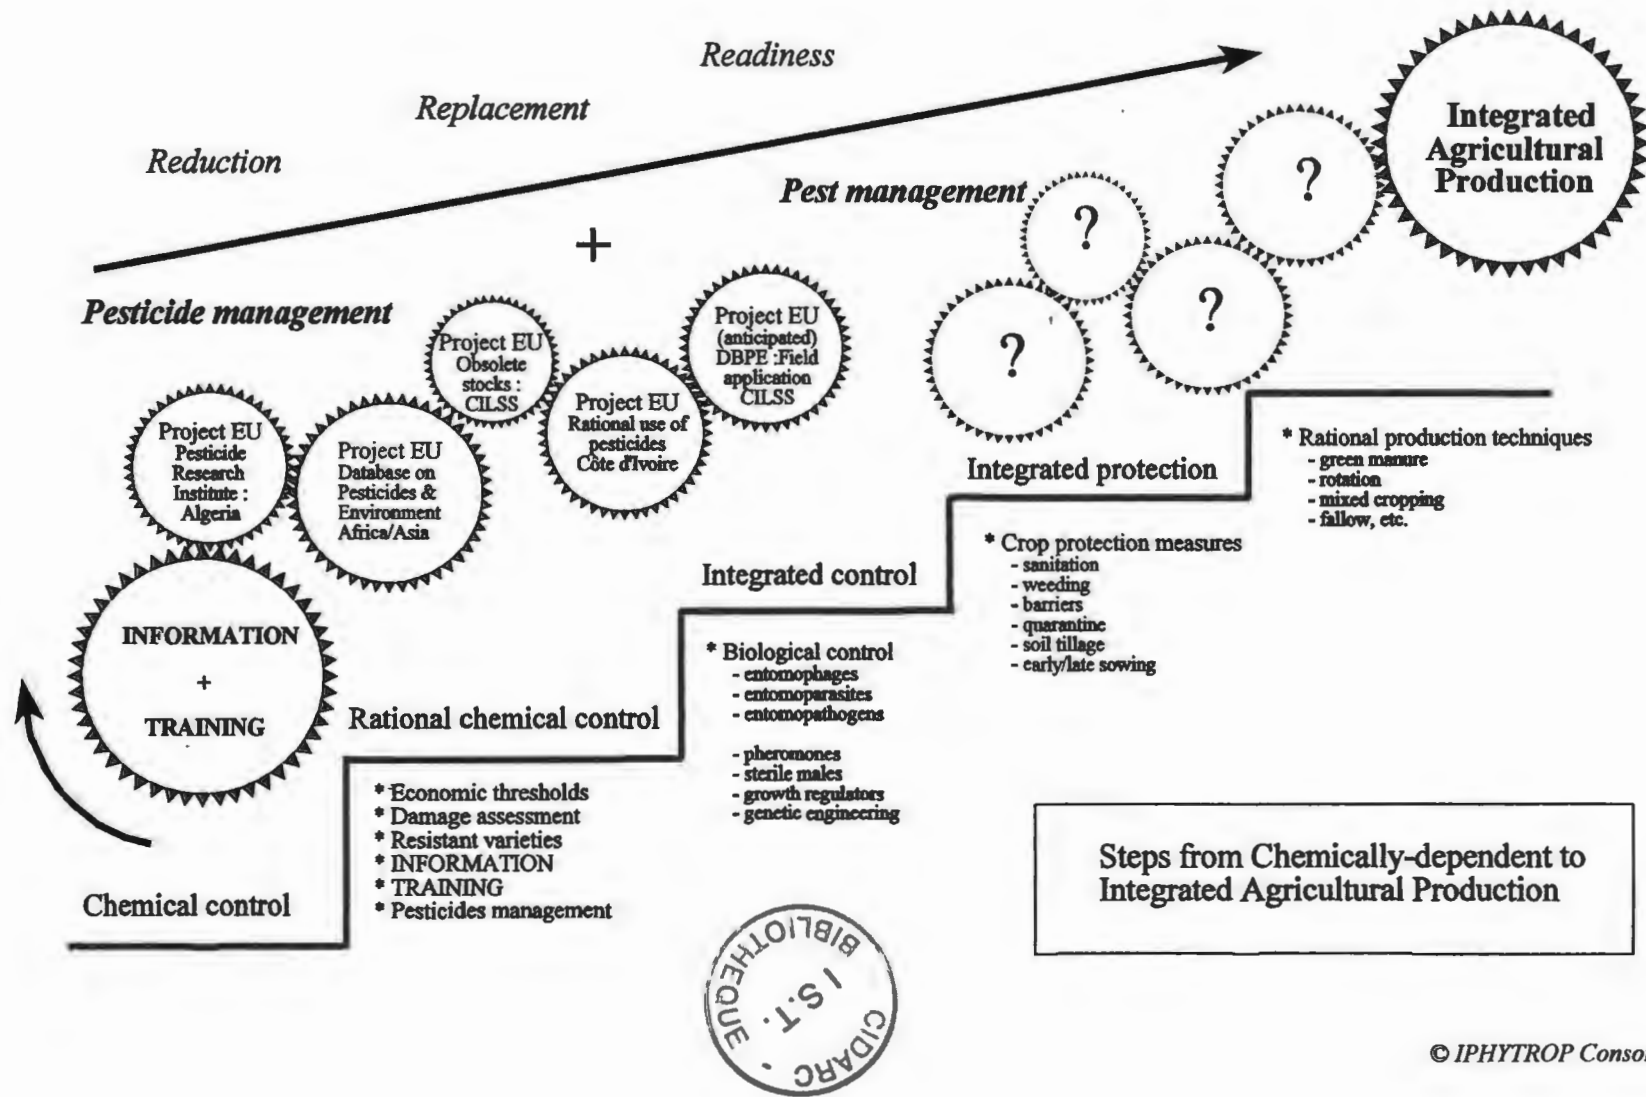 Readiness
Replacement
Reduction
Integrated
Agricultural
Production
?
?
?
?
Pest management
+
Pesticide management
Project EU
(anticipated)
DBPE :Field
application
CILSS
Project EU
Obsolete
stocks :
CILSS
Project EU
Rational use of
pesticides
Côte d'Ivoire
Project EU
Pesticide
Research
Institute :
Algeria
Project EU
Database on
Pesticides &
Environment
Africa/Asia
INFORMATION
+
TRAINING
Chemical control
Rational chemical control
* Economic thresholds
* Damage assessment
* Resistant varieties
* INFORMATION
* TRAINING
* Pesticides management
Integrated control
* Biological control
- entomophages
- entomoparasites
- entomopathogens
- pheromones
- sterile males
- growth regulators
- genetic engineering
Integrated protection
* Crop protection measures
- sanitation
- weeding
- barriers
- quarantine
- soil tillage
- early/late sowing
* Rational production techniques
- green manure
- rotation
- mixed cropping
- fallow, etc.
Steps from Chemically-dependent to
Integrated Agricultural Production
CIDARC - BIBLIOTHEQUE
I S.T.
© IPHYTROP Conso